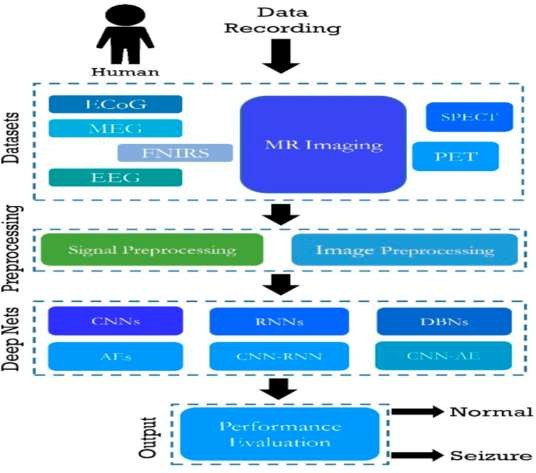 Data
Recording
Human
Datasets
ECoG
MEG
FNIRS
EEG
MR Imaging
SPECT
PET
Preprocessing
Signal Preprocessing
Image Preprocessing
Deep Nets
CNNs
RNNs
DBNs
AEs
CNN-RNN
CNN-AE
Output
Performance
Evaluation
Normal
Seizure